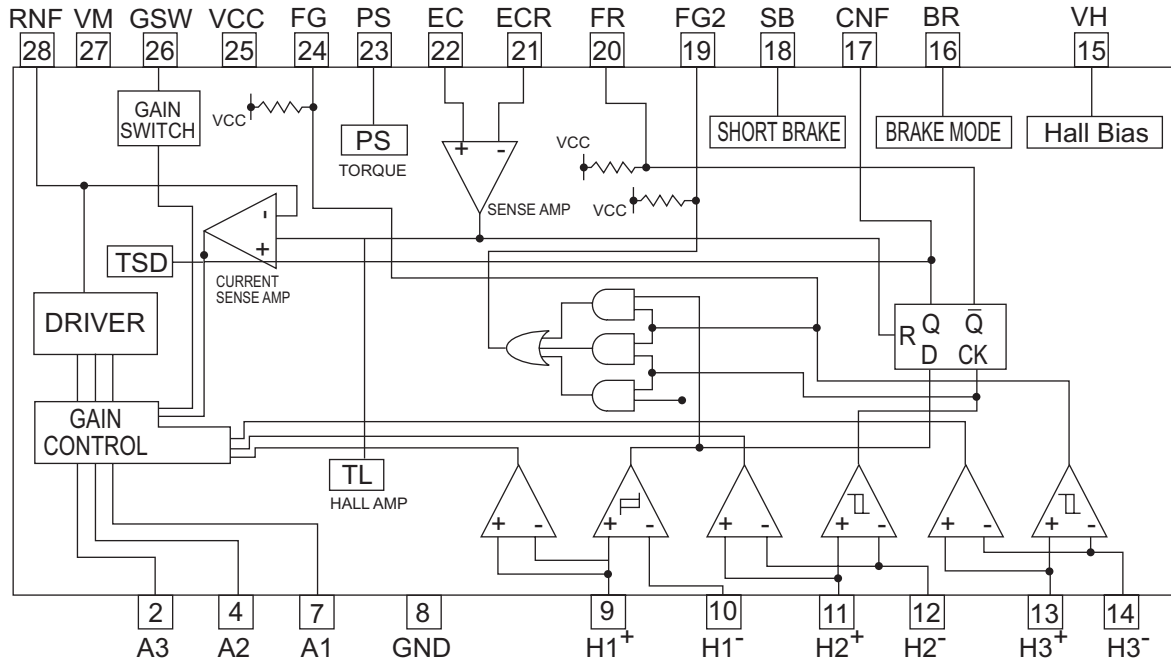 RNF VM GSW VCC FG PS EC ECR FR FG2 SB CNF BR VH
28 27 26 25 24 23 22 21 20 19 18 17 16 15
GAIN
SWITCH
VCC
PS
TORQUE
+ -
SENSE AMP
VCC
VCC
SHORT BRAKE
BRAKE MODE
Hall Bias
-
+
CURRENT
SENSE AMP
TSD
DRIVER
R Q Q̅
D CK
GAIN
CONTROL
TL
HALL AMP
+ - + - + - + - + - + -
2 4 7 8 9 10 11 12 13 14
A3 A2 A1 GND H1⁺ H1⁻ H2⁺ H2⁻ H3⁺ H3⁻